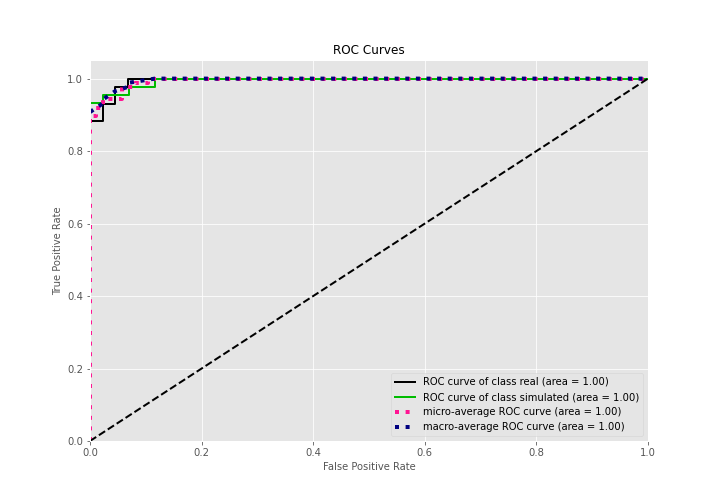 ROC Curves
1.0
0.8
0.6
0.4
0.2
0.0
True Positive Rate
0.0 0.2 0.4 0.6 0.8 1.0
False Positive Rate
ROC curve of class real (area = 1.00)
ROC curve of class simulated (area = 1.00)
micro-average ROC curve (area = 1.00)
macro-average ROC curve (area = 1.00)